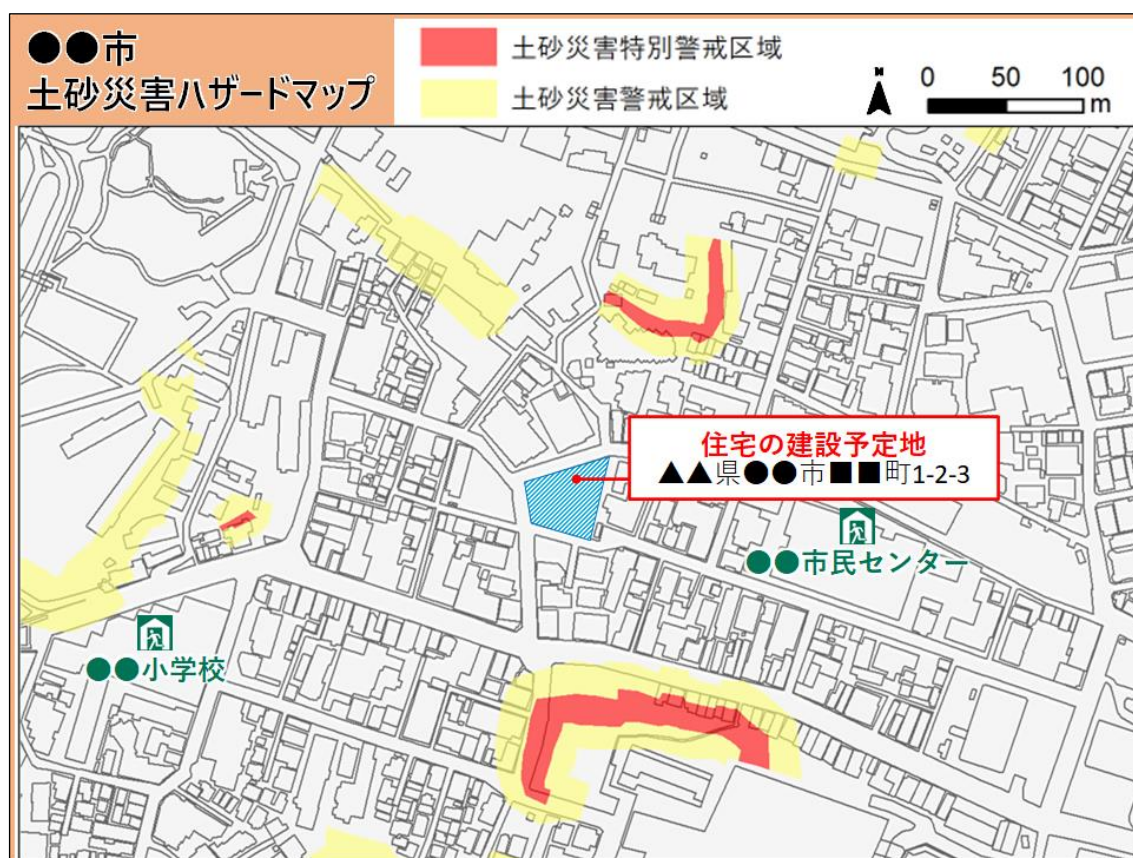 ●●市
土砂災害ハザードマップ
土砂災害特別警戒区域
土砂災害警戒区域
N
0 50 100
m
住宅の建設予定地
▲▲県●●市■■町1-2-3
●●市民センター
●●小学校